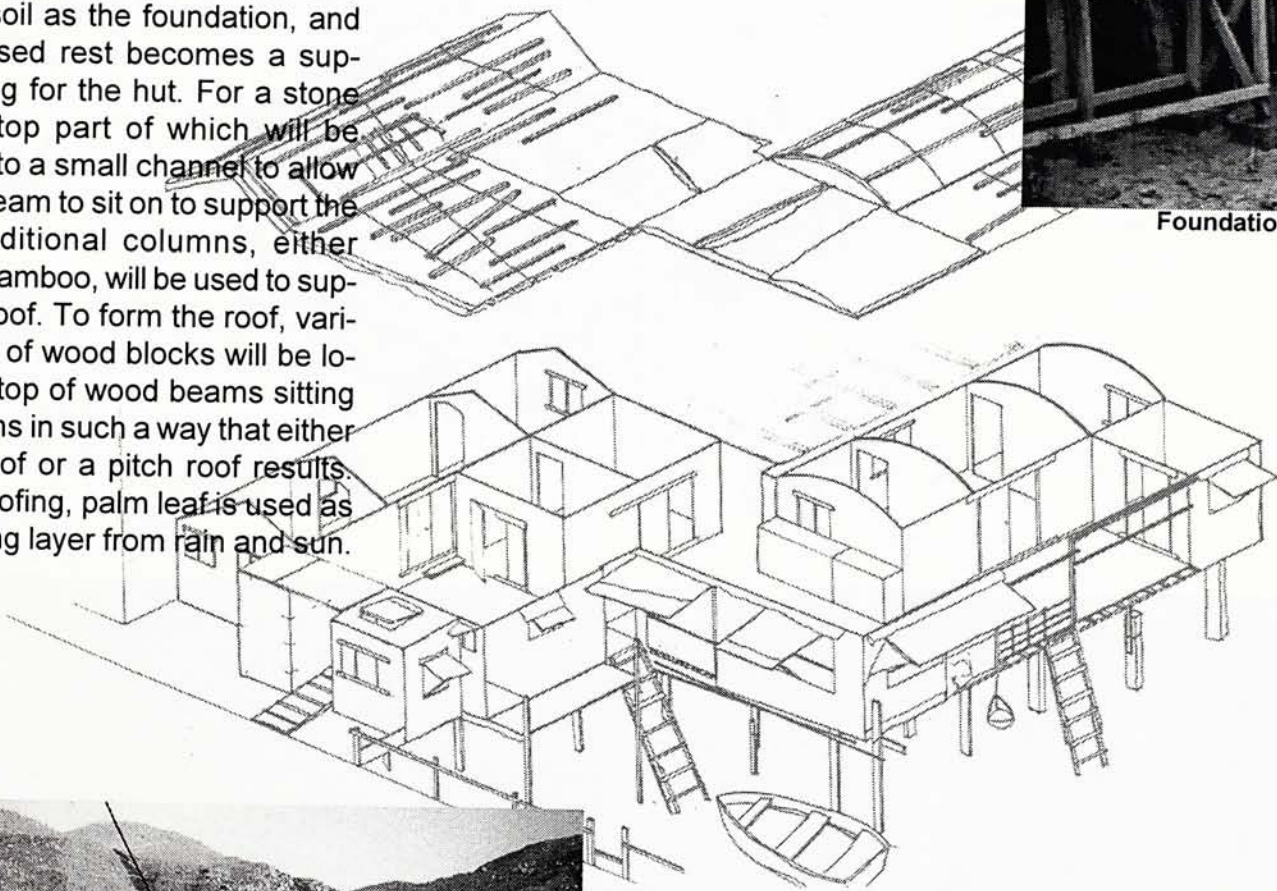 soil as the foundation, and
sed rest becomes a sup-
g for the hut. For a stone
top part of which will be
to a small channel to allow
eam to sit on to support the
ditional columns, either
amboo, will be used to sup-
oof. To form the roof, vari-
of wood blocks will be lo-
top of wood beams sitting
ns in such a way that either
of or a pitch roof results.
ofing, palm leaf is used as
ng layer from rain and sun.
Foundatio